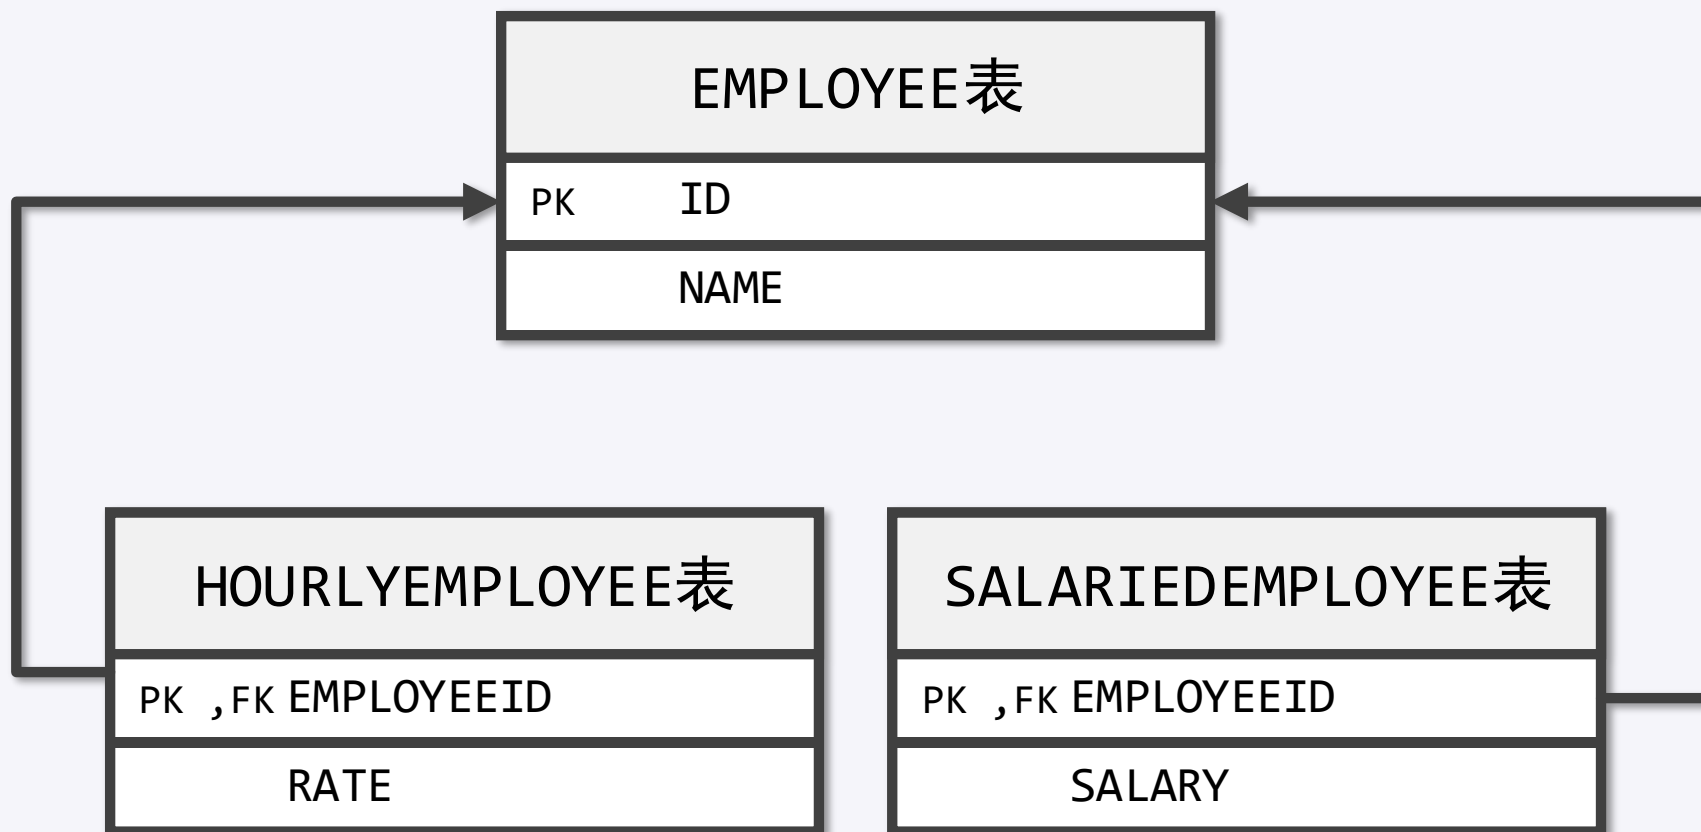 EMPLOYEE表
PK ID
NAME
HOURLYEMPLOYEE表
PK ,FK EMPLOYEEID
RATE
SALARIEDEMPLOYEE表
PK ,FK EMPLOYEEID
SALARY